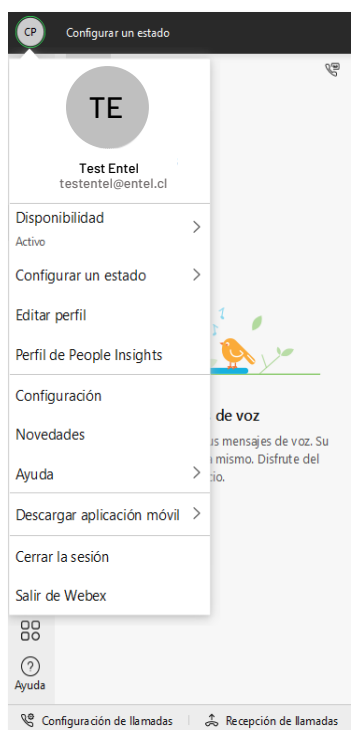 CP
Configurar un estado
TE
Test Entel
testentel@entel.cl
Disponibilidad
Activo
Configurar un estado
Editar perfil
Perfil de People Insights
Configuración
Novedades
Ayuda
Descargar aplicación móvil
Cerrar la sesión
Salir de Webex
de voz
mensajes de voz. Su
mismo. Disfrute del
Ayuda
Configuración de llamadas
Recepción de llamadas